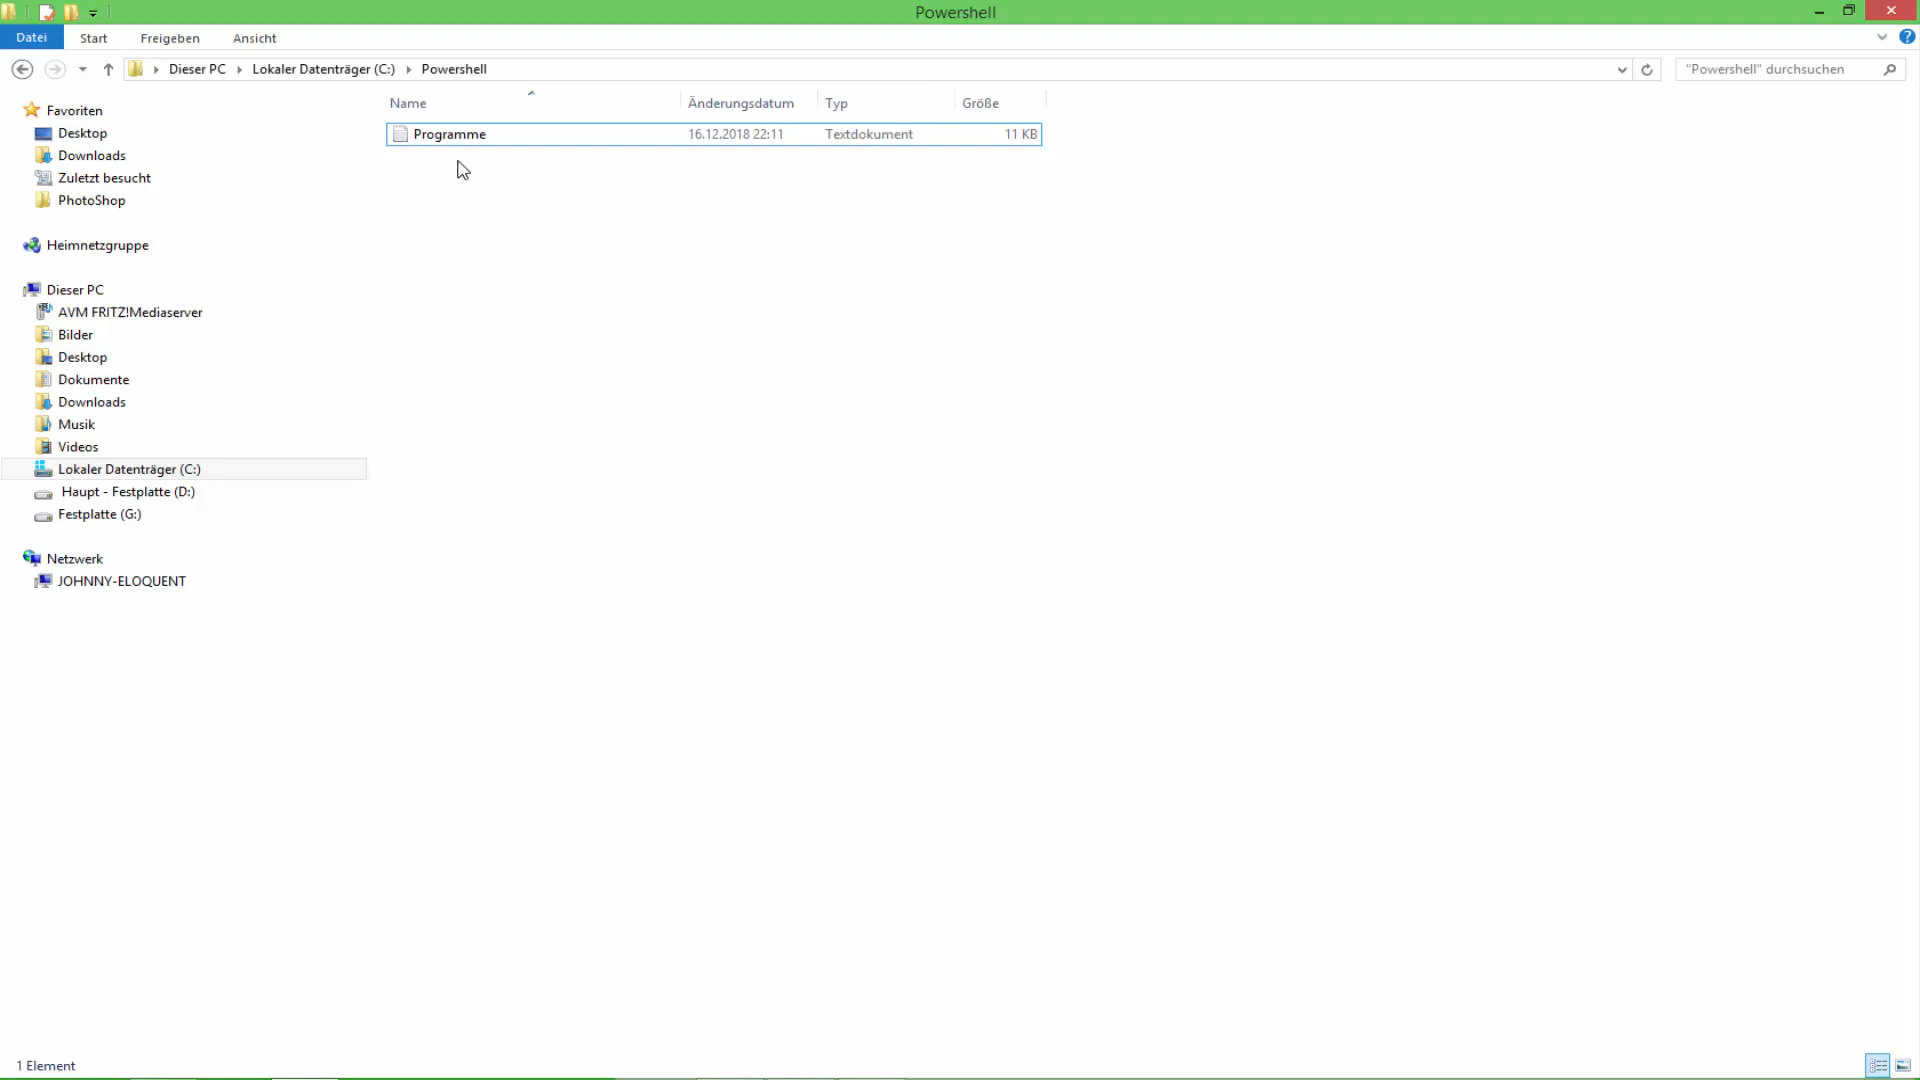 Powershell
Datei Start Freigeben Ansicht
Dieser PC Lokaler Datenträger (C:) Powershell "Powershell" durchsuchen
Name Änderungsdatum Typ Größe
Programme 16.12.2018 22:11 Textdokument 11 KB
Favoriten
Desktop
Downloads
Zuletzt besucht
PhotoShop
Heimnetzgruppe
Dieser PC
AVM FRITZ!Mediaserver
Bilder
Desktop
Dokumente
Downloads
Musik
Videos
Lokaler Datenträger (C:)
Haupt - Festplatte (D:)
Festplatte (G:)
Netzwerk
JOHNNY-ELOQUENT
1 Element